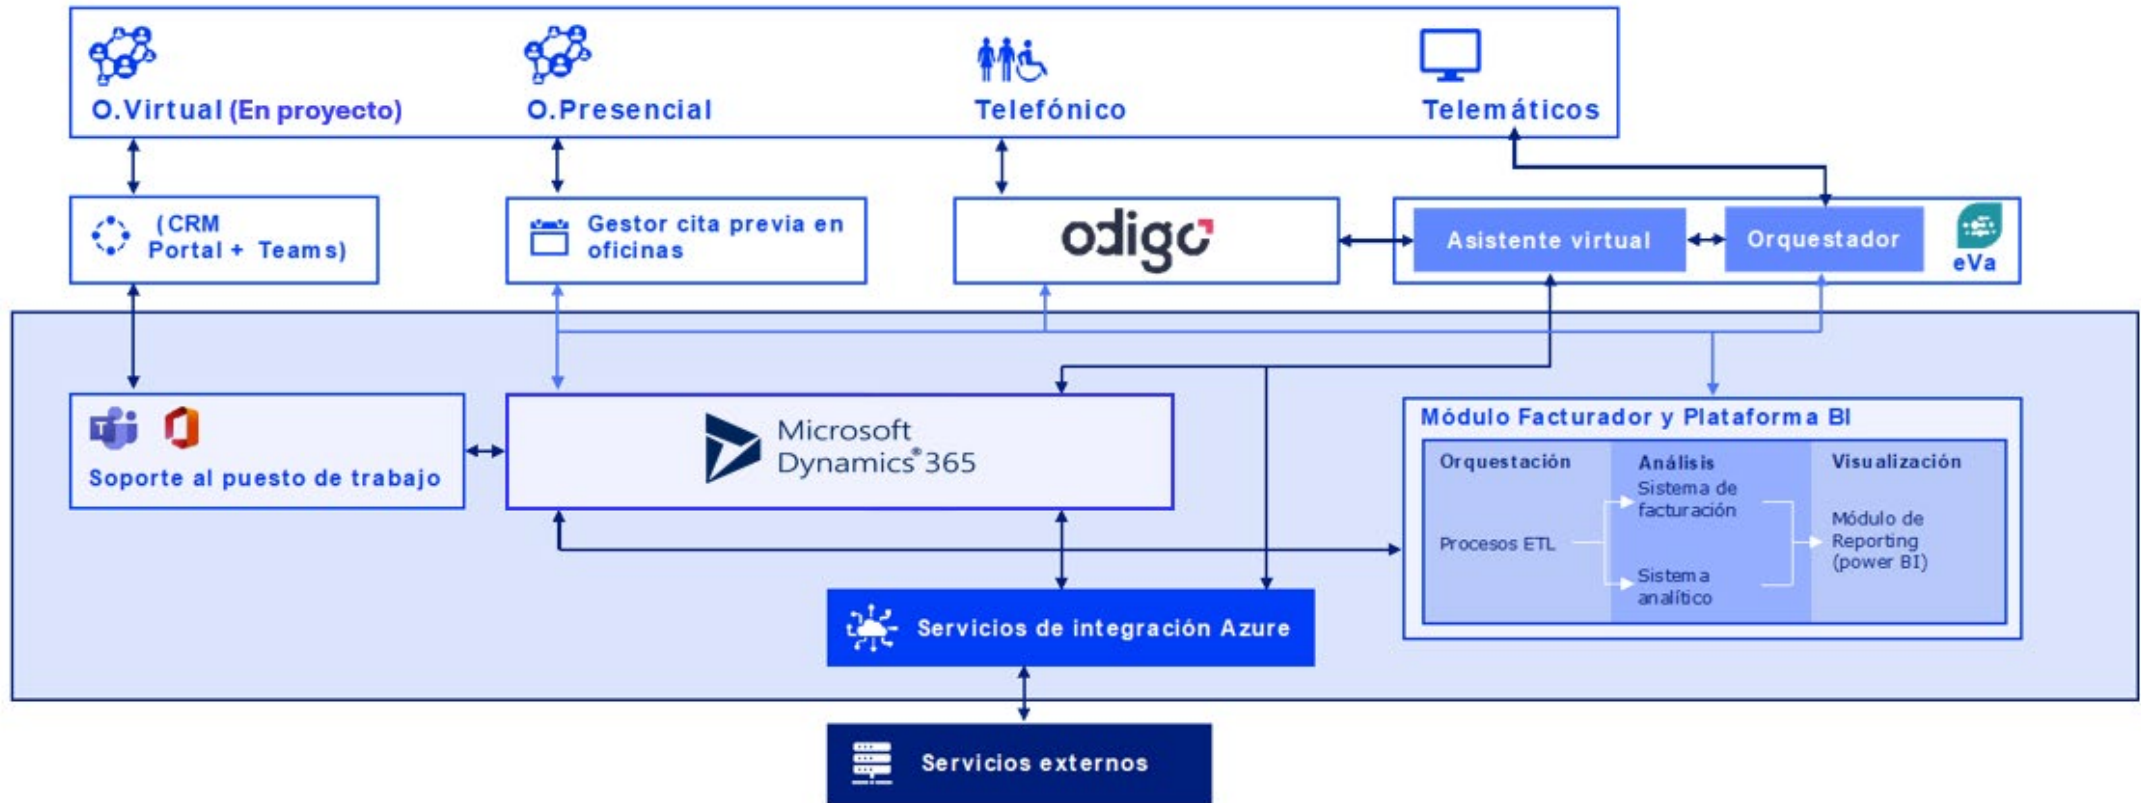 O.Virtual (En proyecto)
O.Presencial
Telefónico
Telemáticos
(CRM
Portal + Teams)
Gestor cita previa en
oficinas
odigo
Asistente virtual
Orquestador
eVa
T
Soporte al puesto de trabajo
Microsoft
Dynamics® 365
Módulo Facturador y Plataforma BI
Orquestación
Análisis
Visualización
Sistema de
facturación
Procesos ETL
Módulo de
Reporting
(power BI)
Sistema
analítico
Servicios de integración Azure
Servicios externos